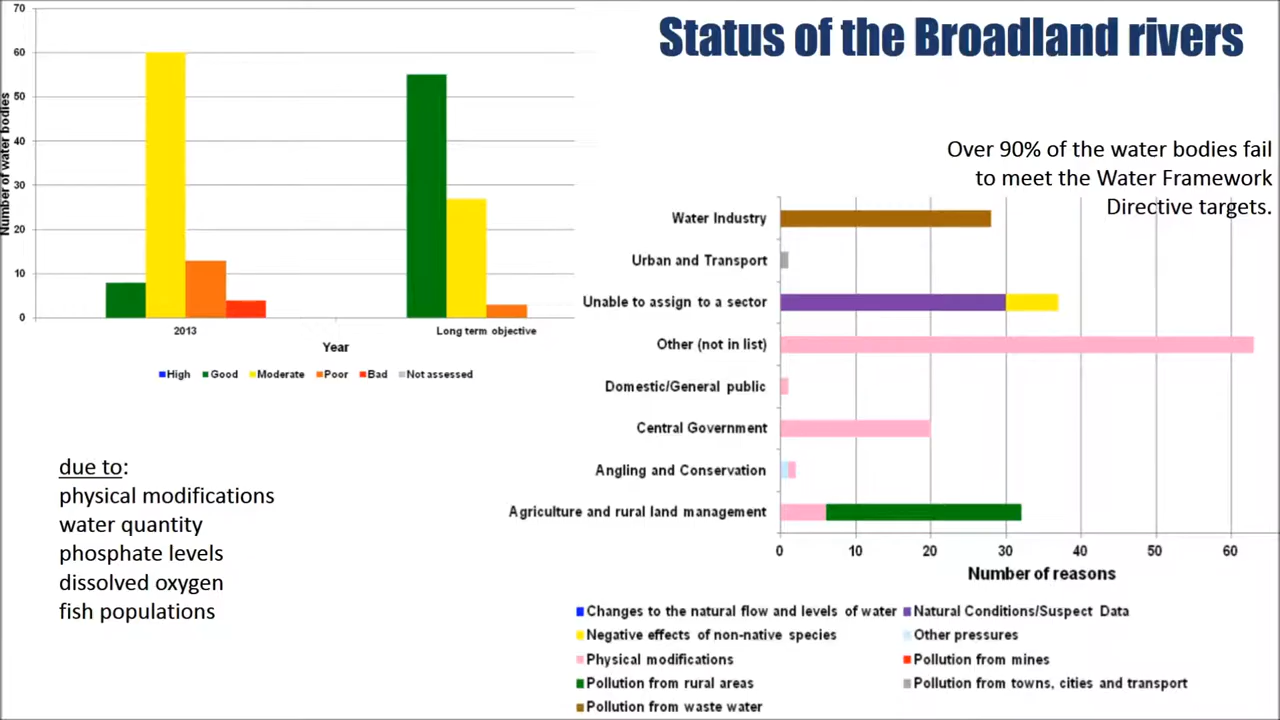 Status of the Broadland rivers
70
60
50
40
30
20
10
0
Number of water bodies
2013
Long term objective
Year
High Good Moderate Poor Bad Not assessed
Over 90% of the water bodies fail
to meet the Water Framework
Directive targets.
Water Industry
Urban and Transport
Unable to assign to a sector
Other (not in list)
Domestic/General public
Central Government
Angling and Conservation
Agriculture and rural land management
0 10 20 30 40 50 60
Number of reasons
Changes to the natural flow and levels of water
Natural Conditions/Suspect Data
Negative effects of non-native species
Other pressures
Physical modifications
Pollution from mines
Pollution from rural areas
Pollution from towns, cities and transport
Pollution from waste water
due to:
physical modifications
water quantity
phosphate levels
dissolved oxygen
fish populations